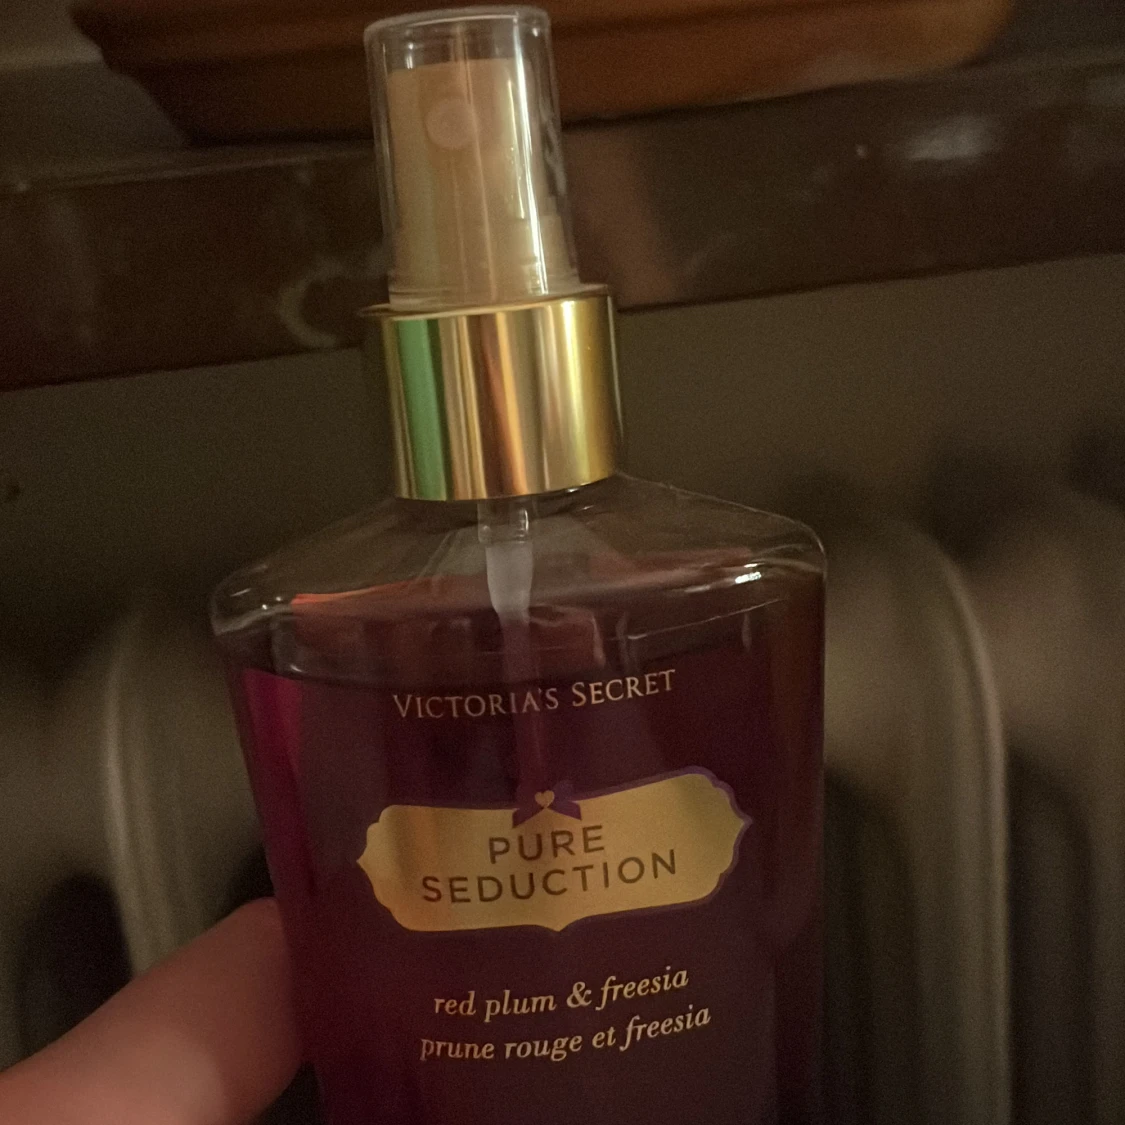 VICTORIA'S SECRET
PURE
SEDUCTION
red plum & freesia
prune rouge et freesia